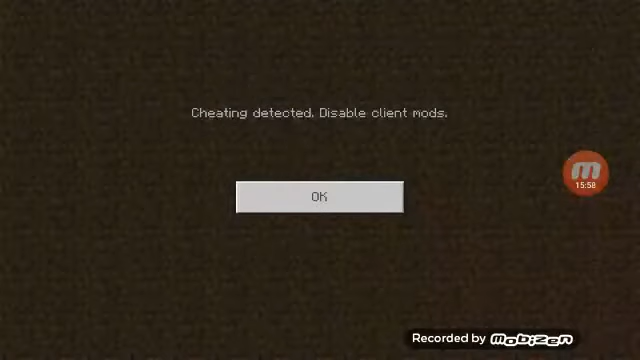 Cheating detected. Disable client mods.
OK
15:58
Recorded by mobizen